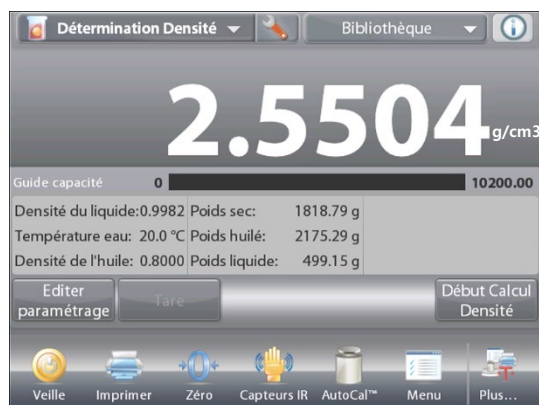 Détermination Densité Bibliothèque
2.5504 g/cm3
Guide capacité 0 10200.00
Densité du liquide:0.9982 Poids sec: 1818.79 g
Température eau: 20.0 °C Poids huilé: 2175.29 g
Densité de l'huile: 0.8000 Poids liquide: 499.15 g
Editer
paramétrage
Tare
Début Calcul
Densité
Veille Imprimer Zéro Capteurs IR AutoCal™ Menu Plus...